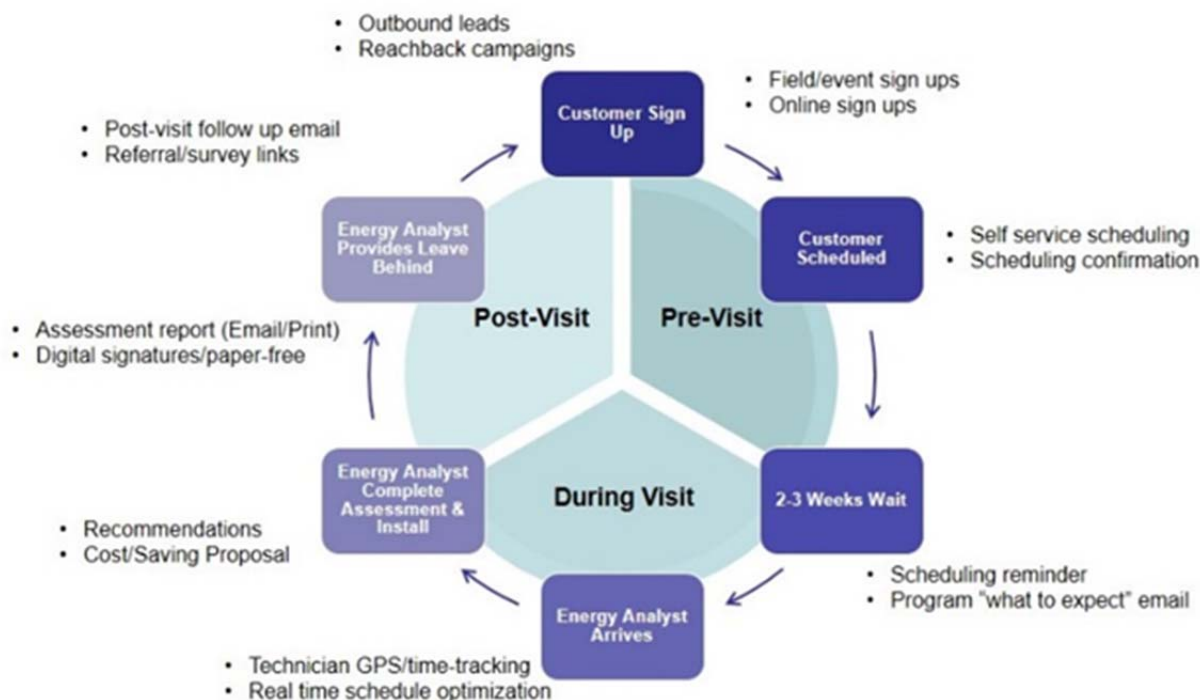 • Outbound leads
• Reachback campaigns
Customer Sign
Up
• Field/event sign ups
• Online sign ups
• Post-visit follow up email
• Referral/survey links
Energy Analyst
Provides Leave
Behind
Customer
Scheduled
• Self service scheduling
• Scheduling confirmation
Post-Visit
Pre-Visit
• Assessment report (Email/Print)
• Digital signatures/paper-free
Energy Analyst
Complete
Assessment &
Install
During Visit
2-3 Weeks Wait
• Recommendations
• Cost/Saving Proposal
• Scheduling reminder
• Program "what to expect" email
Energy Analyst
Arrives
• Technician GPS/time-tracking
• Real time schedule optimization